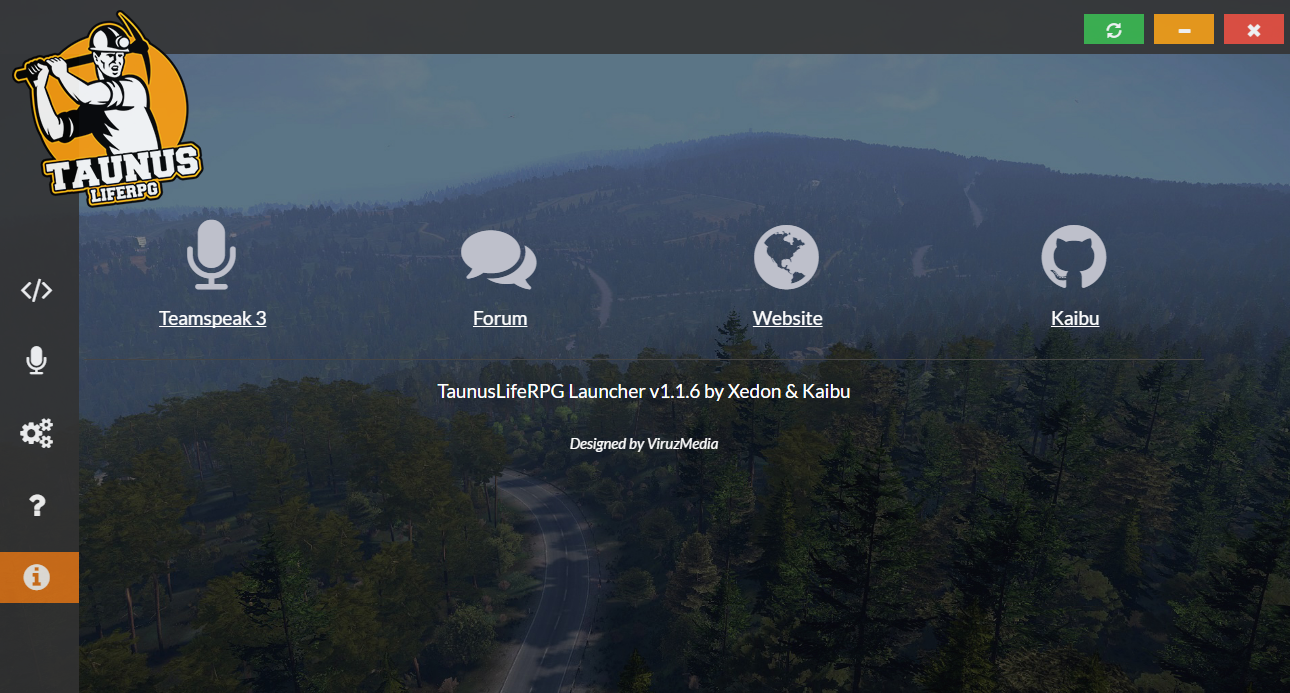 TAUNUS
LIFERPG
Teamspeak 3
Forum
Website
Kaibu
TaunusLifeRPG Launcher v1.1.6 by Xedon & Kaibu
Designed by ViruzMedia